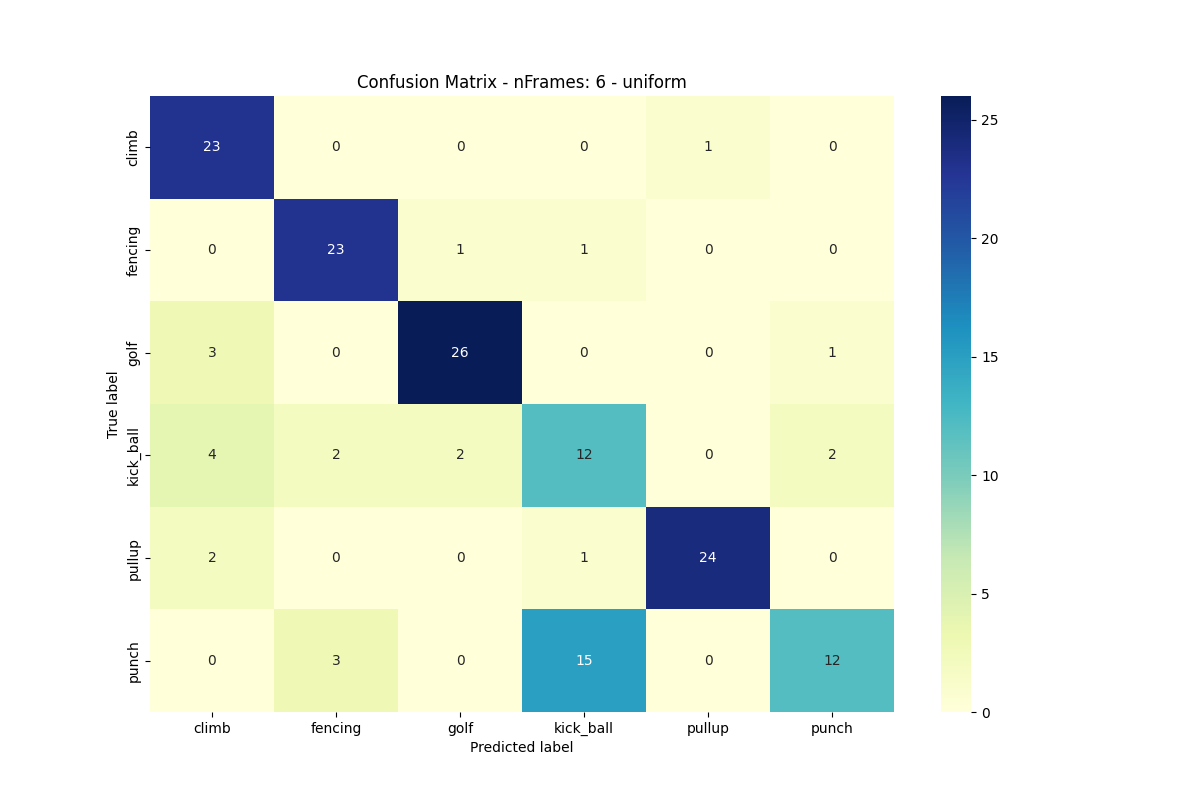 Confusion Matrix - nFrames: 6 - uniform
True label
climb 23 0 0 0 1 0
fencing 0 23 1 1 0 0
golf 3 0 26 0 0 1
kick_ball 4 2 2 12 0 2
pullup 2 0 0 1 24 0
punch 0 3 0 15 0 12
climb fencing golf kick_ball pullup punch
Predicted label
25
20
15
10
5
0